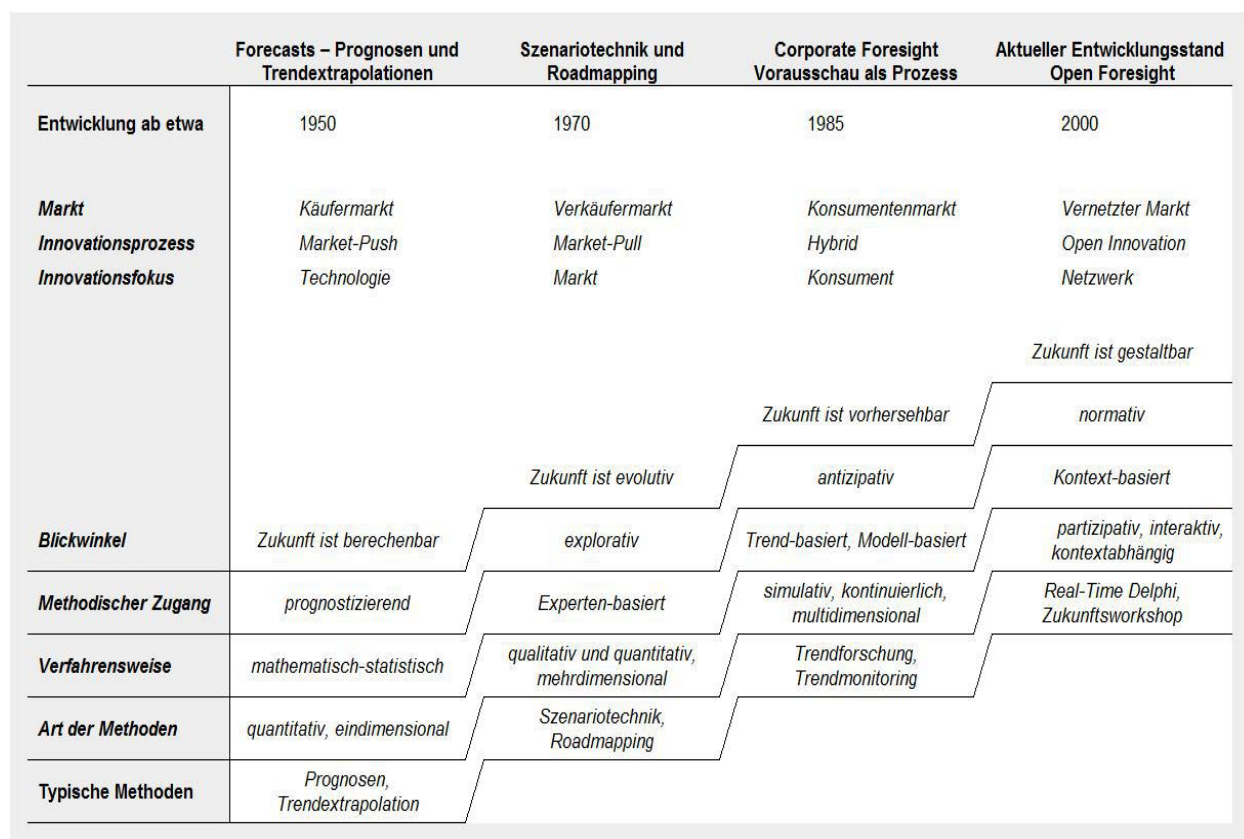 Forecasts – Prognosen und
Trendextrapolationen
Szenariotechnik und
Roadmapping
Corporate Foresight
Vorausschau als Prozess
Aktueller Entwicklungsstand
Open Foresight
Entwicklung ab etwa 1950 1970 1985 2000
Markt Käufermarkt Verkäufermarkt Konsumentenmarkt Vernetzter Markt
Innovationsprozess Market-Push Market-Pull Hybrid Open Innovation
Innovationsfokus Technologie Markt Konsument Netzwerk
Zukunft ist gestaltbar
Zukunft ist vorhersehbar normativ
Zukunft ist evolutiv antizipativ Kontext-basiert
Blickwinkel Zukunft ist berechenbar explorativ Trend-basiert, Modell-basiert
partizipativ, interaktiv,
kontextabhängig
Methodischer Zugang prognostizierend Experten-basiert
simulativ, kontinuierlich,
multidimensional
Real-Time Delphi,
Zukunftsworkshop
Verfahrensweise mathematisch-statistisch
qualitativ und quantitativ,
mehrdimensional
Trendforschung,
Trendmonitoring
Art der Methoden quantitativ, eindimensional
Szenariotechnik,
Roadmapping
Typische Methoden
Prognosen,
Trendextrapolation